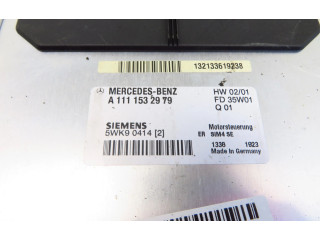 132133619238
MERCEDES-BENZ
A 111 153 29 79
HW 02/01
FD 35W01
Q 01
SIEMENS
5WK9 0414 [2]
Motorsteuerung
ER SIM4 SE
1336 1923
Made in Germany